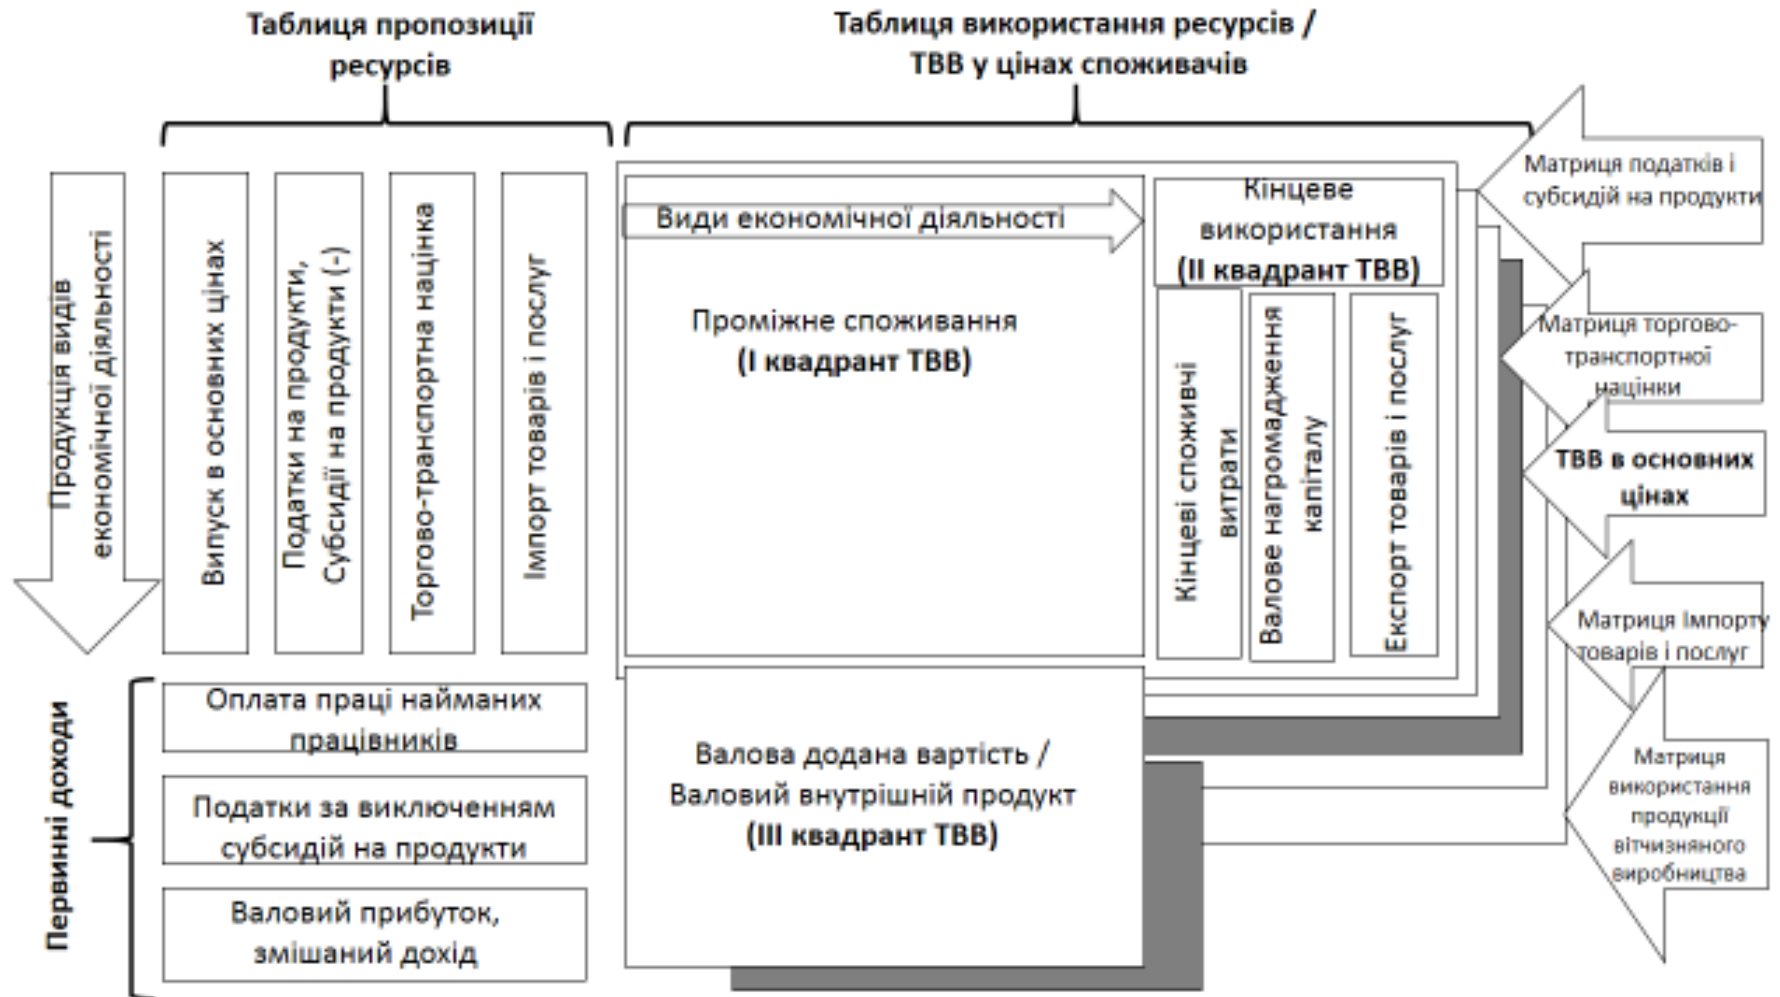 Таблиця пропозиції
ресурсів
Таблиця використання ресурсів /
ТВВ у цінах споживачів
Продукція видів
економічної діяльності
Випуск в основних цінах
Податки на продукти,
Субсидії на продукти (-)
Торгово-транспортна націнка
Імпорт товарів і послуг
Види економічної діяльності
Проміжне споживання
(І квадрант ТВВ)
Кінцеве
використання
(ІІ квадрант ТВВ)
Кінцеві споживчі
витрати
Валове нагромадження
капіталу
Експорт товарів і послуг
Матриця податків і
субсидій на продукти
Матриця торгово-
транспортної
націнки
ТВВ в основних
цінах
Матриця Імпорту
товарів і послуг
Матриця
використання
продукції
вітчизняного
виробництва
Первинні доходи
Оплата праці найманих
працівників
Податки за виключенням
субсидій на продукти
Валовий прибуток,
змішаний дохід
Валова додана вартість /
Валовий внутрішній продукт
(ІІІ квадрант ТВВ)